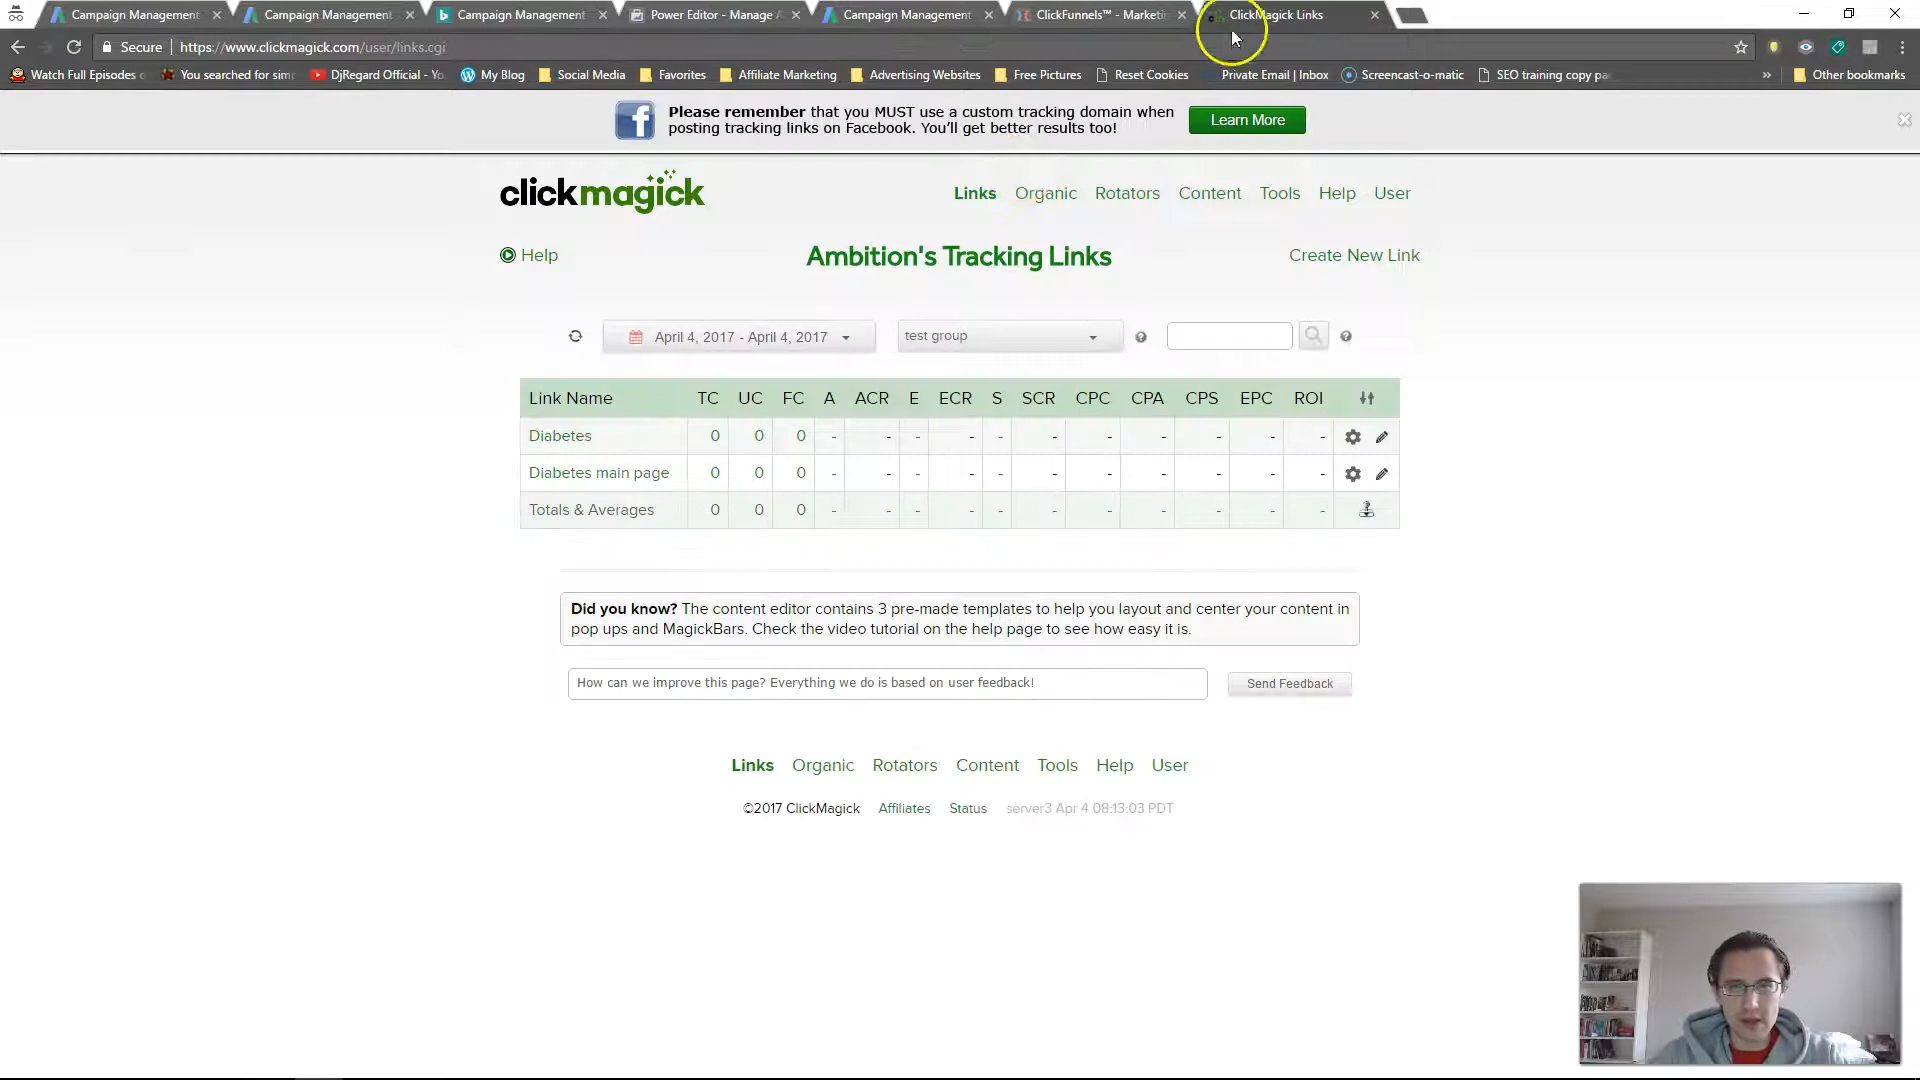 Campaign Management
Campaign Management
Campaign Management
Power Editor - Manage A
Campaign Management
ClickFunnels™ - Marketin
ClickMagick Links
Secure
https://www.clickmagick.com/user/links.cgi
Watch Full Episodes o
You searched for simp
DjRegard Official - Yo
My Blog
Social Media
Favorites
Affiliate Marketing
Advertising Websites
Free Pictures
Reset Cookies
Private Email | Inbox
Screencast-o-matic
SEO training copy pa
»
Other bookmarks
Please remember that you MUST use a custom tracking domain when
posting tracking links on Facebook. You'll get better results too!
Learn More
clickmagick
Links Organic Rotators Content Tools Help User
Help
Ambition's Tracking Links
Create New Link
April 4, 2017 - April 4, 2017
test group
Link Name TC UC FC A ACR E ECR S SCR CPC CPA CPS EPC ROI
Diabetes 0 0 0 - - - - - - - - - - -
Diabetes main page 0 0 0 - - - - - - - - - - -
Totals & Averages 0 0 0 - - - - - - - - - - -
Did you know? The content editor contains 3 pre-made templates to help you layout and center your content in
pop ups and MagickBars. Check the video tutorial on the help page to see how easy it is.
How can we improve this page? Everything we do is based on user feedback!
Send Feedback
Links Organic Rotators Content Tools Help User
©2017 ClickMagick Affiliates Status server3 Apr 4 08:13:03 PDT